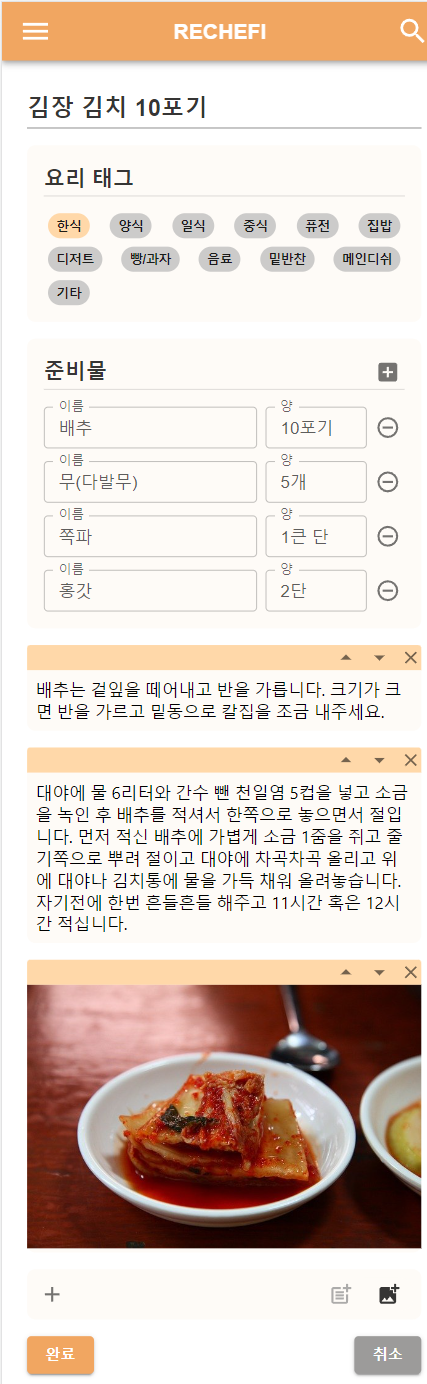 RECHEFI
김장 김치 10포기
요리 태그
한식 양식 일식 중식 퓨전 집밥
디저트 빵/과자 음료 밑반찬 메인디쉬
기타
준비물
이름 양
배추 10포기
이름 양
무(다발무) 5개
이름 양
쪽파 1큰 단
이름 양
홍갓 2단
배추는 겉잎을 떼어내고 반을 가릅니다. 크기가 크
면 반을 가르고 밑동으로 칼집을 조금 내주세요.
대야에 물 6리터와 간수 뺀 천일염 5컵을 넣고 소금
을 녹인 후 배추를 적셔서 한쪽으로 놓으면서 절입
니다. 먼저 적신 배추에 가볍게 소금 1줌을 쥐고 줄
기쪽으로 뿌려 절이고 대야에 차곡차곡 올리고 위
에 대야나 김치통에 물을 가득 채워 올려놓습니다.
자기전에 한번 흔들흔들 해주고 11시간 혹은 12시
간 적십니다.
완료 취소